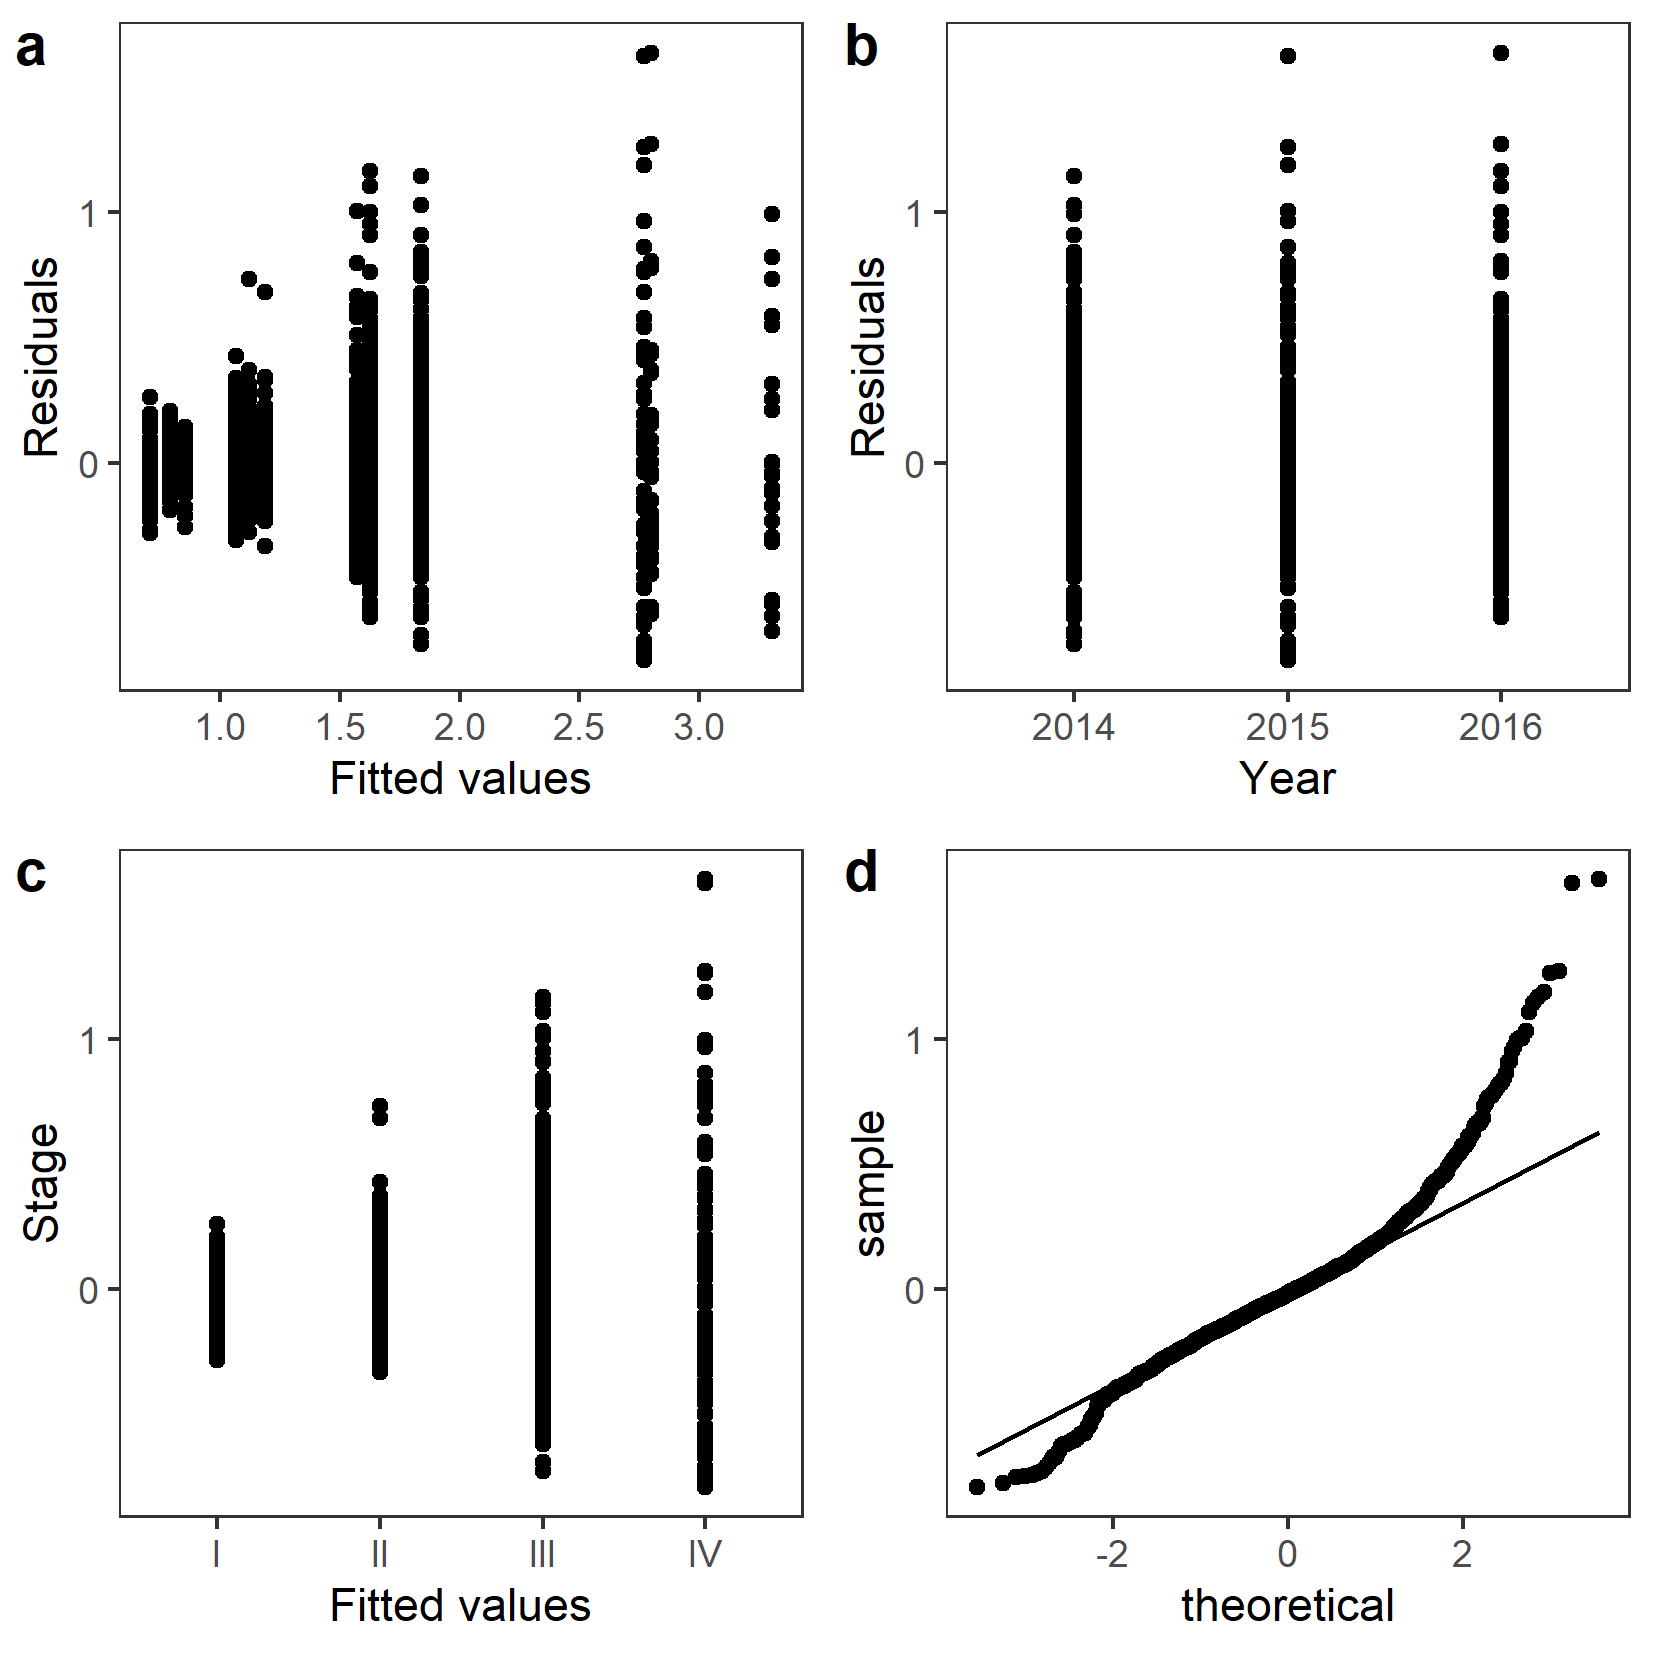 a
1
0
Residuals
1.0 1.5 2.0 2.5 3.0
Fitted values
b
1
0
Residuals
2014 2015 2016
Year
c
1
0
Stage
I II III IV
Fitted values
d
1
0
sample
-2 0 2
theoretical